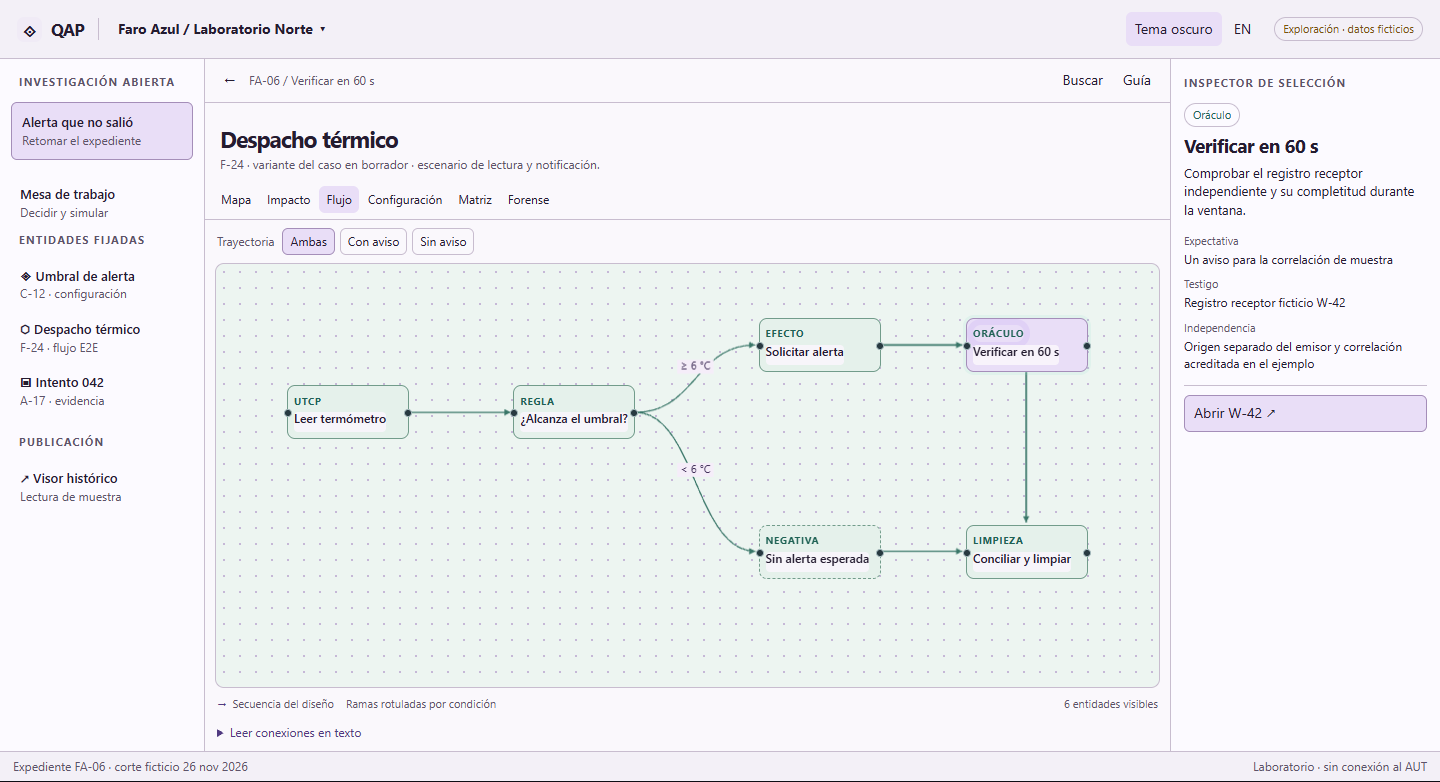 QAP
Faro Azul / Laboratorio Norte ▾
Tema oscuro
EN
Exploración · datos ficticios
INVESTIGACIÓN ABIERTA
Alerta que no salió
Retomar el expediente
Mesa de trabajo
Decidir y simular
ENTIDADES FIJADAS
Umbral de alerta
C-12 · configuración
Despacho térmico
F-24 · flujo E2E
Intento 042
A-17 · evidencia
PUBLICACIÓN
↗ Visor histórico
Lectura de muestra
← FA-06 / Verificar en 60 s
Buscar
Guía
Despacho térmico
F-24 · variante del caso en borrador · escenario de lectura y notificación.
Mapa
Impacto
Flujo
Configuración
Matriz
Forense
Trayectoria
Ambas
Con aviso
Sin aviso
UTCP
Leer termómetro
REGLA
¿Alcanza el umbral?
≥ 6 °C
< 6 °C
EFECTO
Solicitar alerta
ORÁCULO
Verificar en 60 s
NEGATIVA
Sin alerta esperada
LIMPIEZA
Conciliar y limpiar
→ Secuencia del diseño
Ramas rotuladas por condición
6 entidades visibles
▶ Leer conexiones en texto
INSPECTOR DE SELECCIÓN
Oráculo
Verificar en 60 s
Comprobar el registro receptor
independiente y su completitud durante
la ventana.
Expectativa
Un aviso para la correlación de muestra
Testigo
Registro receptor ficticio W-42
Independencia
Origen separado del emisor y correlación
acreditada en el ejemplo
Abrir W-42 ↗
Expediente FA-06 · corte ficticio 26 nov 2026
Laboratorio · sin conexión al AUT